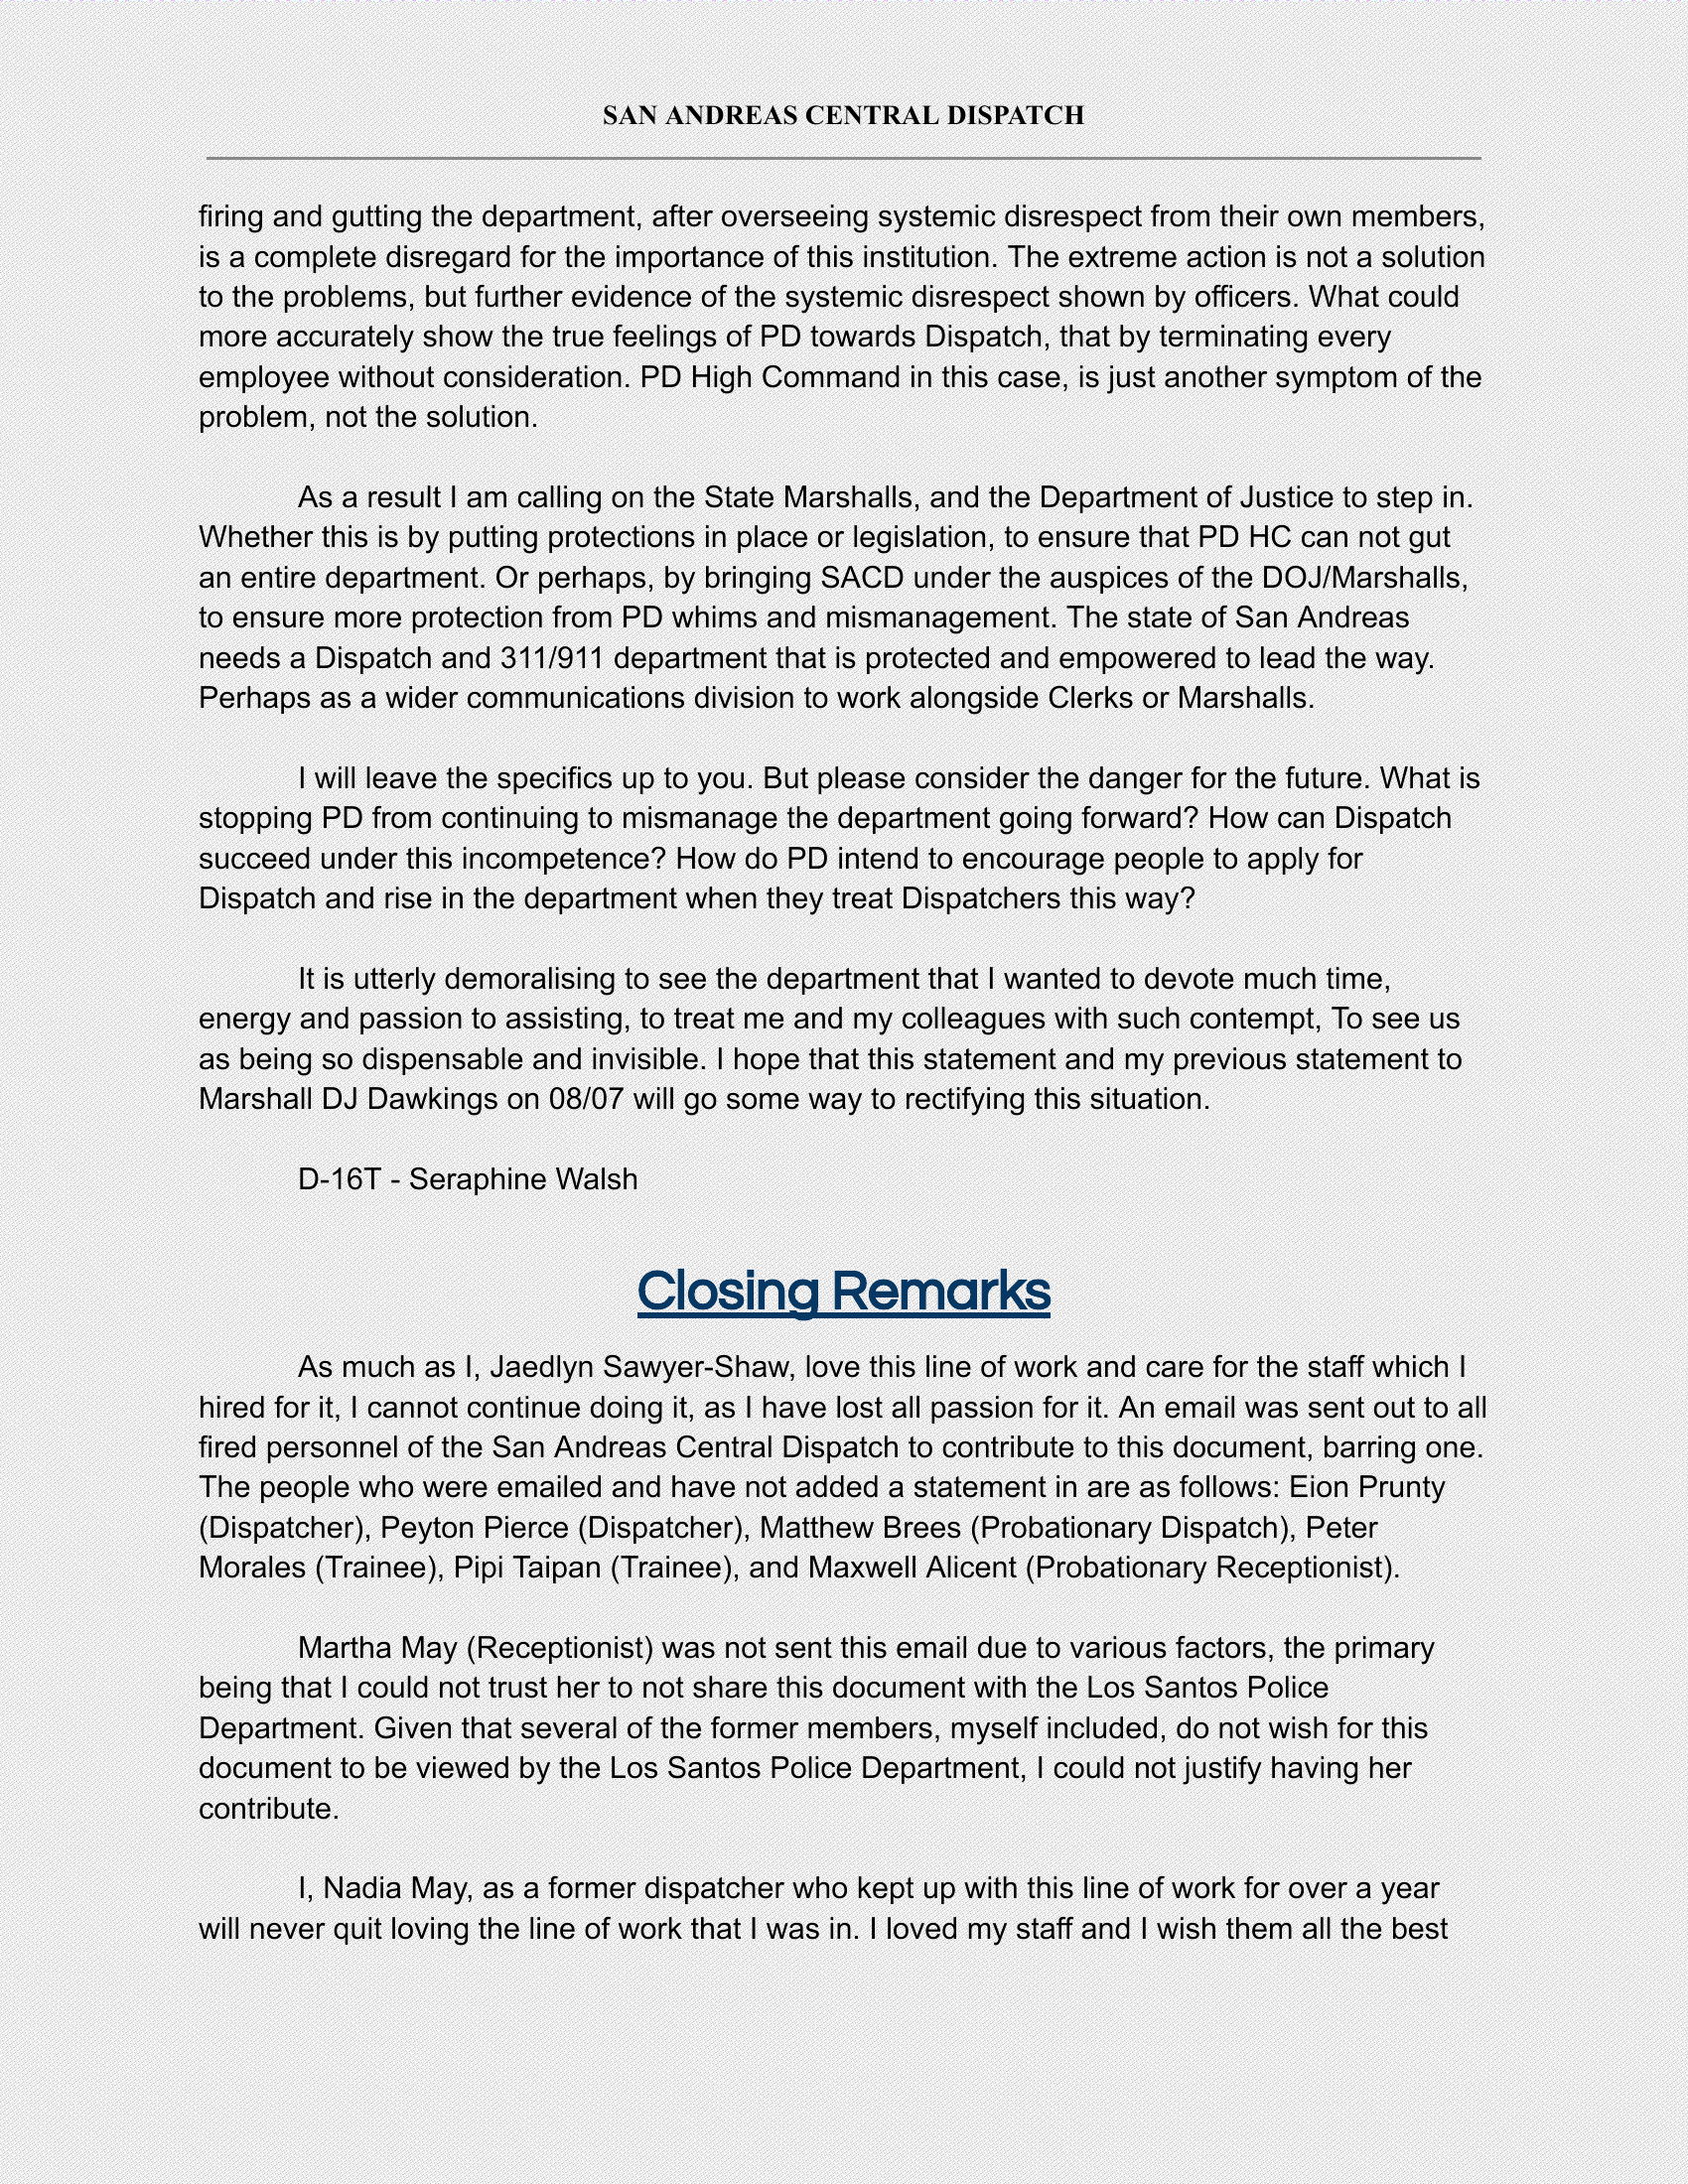 SAN ANDREAS CENTRAL DISPATCH
firing and gutting the department, after overseeing systemic disrespect from their own members,
is a complete disregard for the importance of this institution. The extreme action is not a solution
to the problems, but further evidence of the systemic disrespect shown by officers. What could
more accurately show the true feelings of PD towards Dispatch, that by terminating every
employee without consideration. PD High Command in this case, is just another symptom of the
problem, not the solution.
As a result I am calling on the State Marshalls, and the Department of Justice to step in.
Whether this is by putting protections in place or legislation, to ensure that PD HC can not gut
an entire department. Or perhaps, by bringing SACD under the auspices of the DOJ/Marshalls,
to ensure more protection from PD whims and mismanagement. The state of San Andreas
needs a Dispatch and 311/911 department that is protected and empowered to lead the way.
Perhaps as a wider communications division to work alongside Clerks or Marshalls.
I will leave the specifics up to you. But please consider the danger for the future. What is
stopping PD from continuing to mismanage the department going forward? How can Dispatch
succeed under this incompetence? How do PD intend to encourage people to apply for
Dispatch and rise in the department when they treat Dispatchers this way?
It is utterly demoralising to see the department that I wanted to devote much time,
energy and passion to assisting, to treat me and my colleagues with such contempt, To see us
as being so dispensable and invisible. I hope that this statement and my previous statement to
Marshall DJ Dawkings on 08/07 will go some way to rectifying this situation.
D-16T - Seraphine Walsh
Closing Remarks
As much as I, Jaedlyn Sawyer-Shaw, love this line of work and care for the staff which I
hired for it, I cannot continue doing it, as I have lost all passion for it. An email was sent out to all
fired personnel of the San Andreas Central Dispatch to contribute to this document, barring one.
The people who were emailed and have not added a statement in are as follows: Eion Prunty
(Dispatcher), Peyton Pierce (Dispatcher), Matthew Brees (Probationary Dispatch), Peter
Morales (Trainee), Pipi Taipan (Trainee), and Maxwell Alicent (Probationary Receptionist).
Martha May (Receptionist) was not sent this email due to various factors, the primary
being that I could not trust her to not share this document with the Los Santos Police
Department. Given that several of the former members, myself included, do not wish for this
document to be viewed by the Los Santos Police Department, I could not justify having her
contribute.
I, Nadia May, as a former dispatcher who kept up with this line of work for over a year
will never quit loving the line of work that I was in. I loved my staff and I wish them all the best